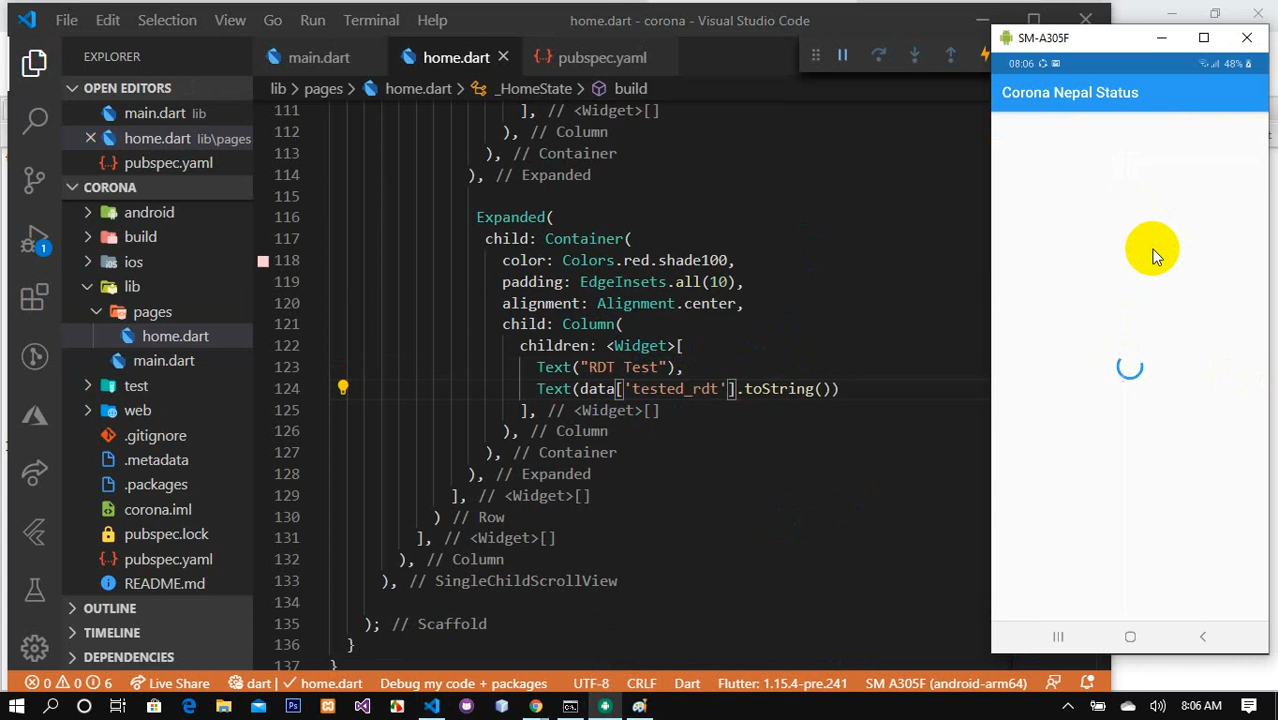 File Edit Selection View Go Run Terminal Help home.dart - corona - Visual Studio Code
EXPLORER
OPEN EDITORS
main.dart lib
home.dart lib\pages
pubspec.yaml
CORONA
android
build
ios
lib
pages
home.dart
main.dart
test
web
.gitignore
.metadata
.packages
corona.iml
pubspec.lock
pubspec.yaml
README.md
OUTLINE
TIMELINE
DEPENDENCIES
1
main.dart home.dart pubspec.yaml
lib > pages > home.dart > _HomeState > build
111 ], // <Widget>[]
112 ), // Column
113 ), // Container
114 ), // Expanded
115
116 Expanded(
117 child: Container(
118 color: Colors.red.shade100,
119 padding: EdgeInsets.all(10),
120 alignment: Alignment.center,
121 child: Column(
122 children: <Widget>[
123 Text("RDT Test"),
124 Text(data['tested_rdt'].toString())
125 ], // <Widget>[]
126 ), // Column
127 ), // Container
128 ), // Expanded
129 ], // <Widget>[]
130 ) // Row
131 ], // <Widget>[]
132 ), // Column
133 ), // SingleChildScrollView
134
135 ); // Scaffold
136 }
137 }
SM-A305F
08:06 48%
Corona Nepal Status
0 0 6 Live Share dart | home.dart Debug my code + packages UTF-8 CRLF Dart Flutter: 1.15.4-pre.241 SM A305F (android-arm64)
8:06 AM